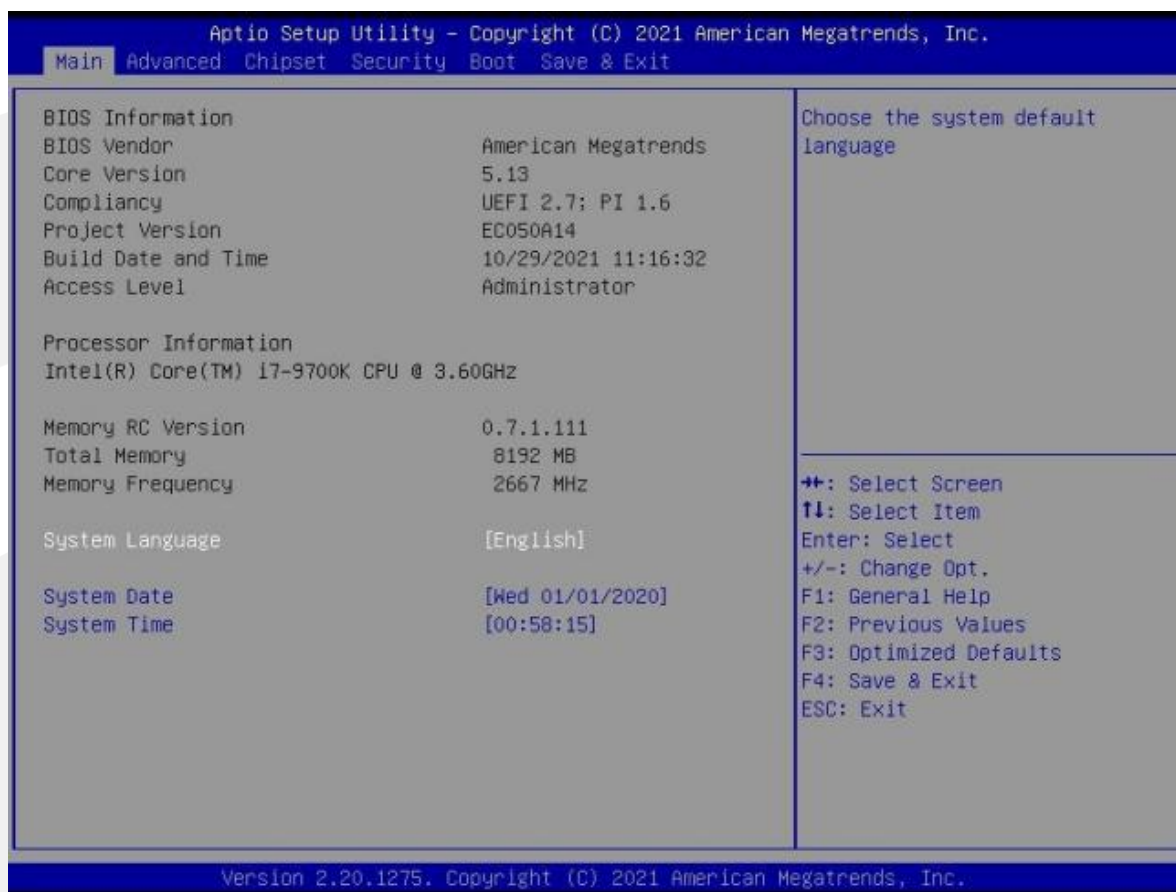 Aptio Setup Utility – Copyright (C) 2021 American Megatrends, Inc.
Main Advanced Chipset Security Boot Save & Exit
BIOS Information
BIOS Vendor American Megatrends
Core Version 5.13
Compliancy UEFI 2.7; PI 1.6
Project Version EC050A14
Build Date and Time 10/29/2021 11:16:32
Access Level Administrator
Processor Information
Intel(R) Core(TM) i7-9700K CPU @ 3.60GHz
Memory RC Version 0.7.1.111
Total Memory 8192 MB
Memory Frequency 2667 MHz
System Language [English]
System Date [Wed 01/01/2020]
System Time [00:58:15]
Choose the system default
language
→←: Select Screen
↑↓: Select Item
Enter: Select
+/-: Change Opt.
F1: General Help
F2: Previous Values
F3: Optimized Defaults
F4: Save & Exit
ESC: Exit
Version 2.20.1275. Copyright (C) 2021 American Megatrends, Inc.